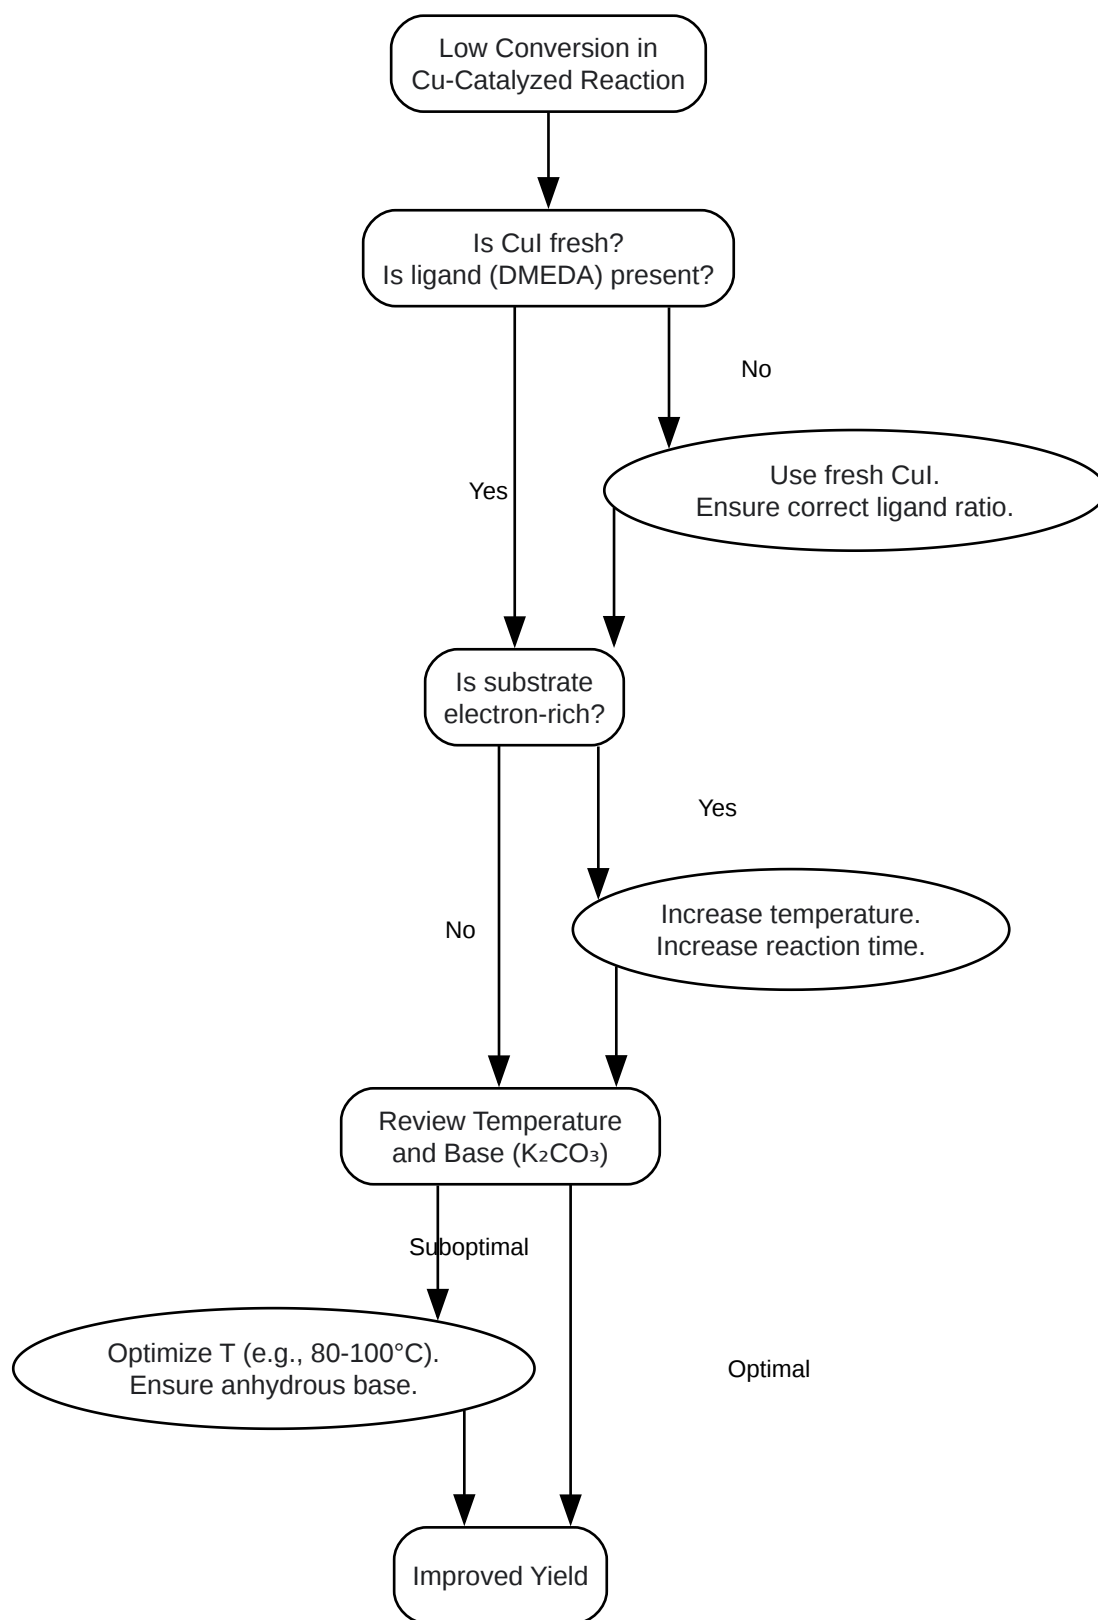 Low Conversion in
Cu-Catalyzed Reaction
Is CuI fresh?
Is ligand (DMEDA) present?
No
Yes
Use fresh CuI.
Ensure correct ligand ratio.
Is substrate
electron-rich?
Yes
No
Increase temperature.
Increase reaction time.
Review Temperature
and Base (K₂CO₃)
Suboptimal
Optimize T (e.g., 80-100°C).
Ensure anhydrous base.
Optimal
Improved Yield